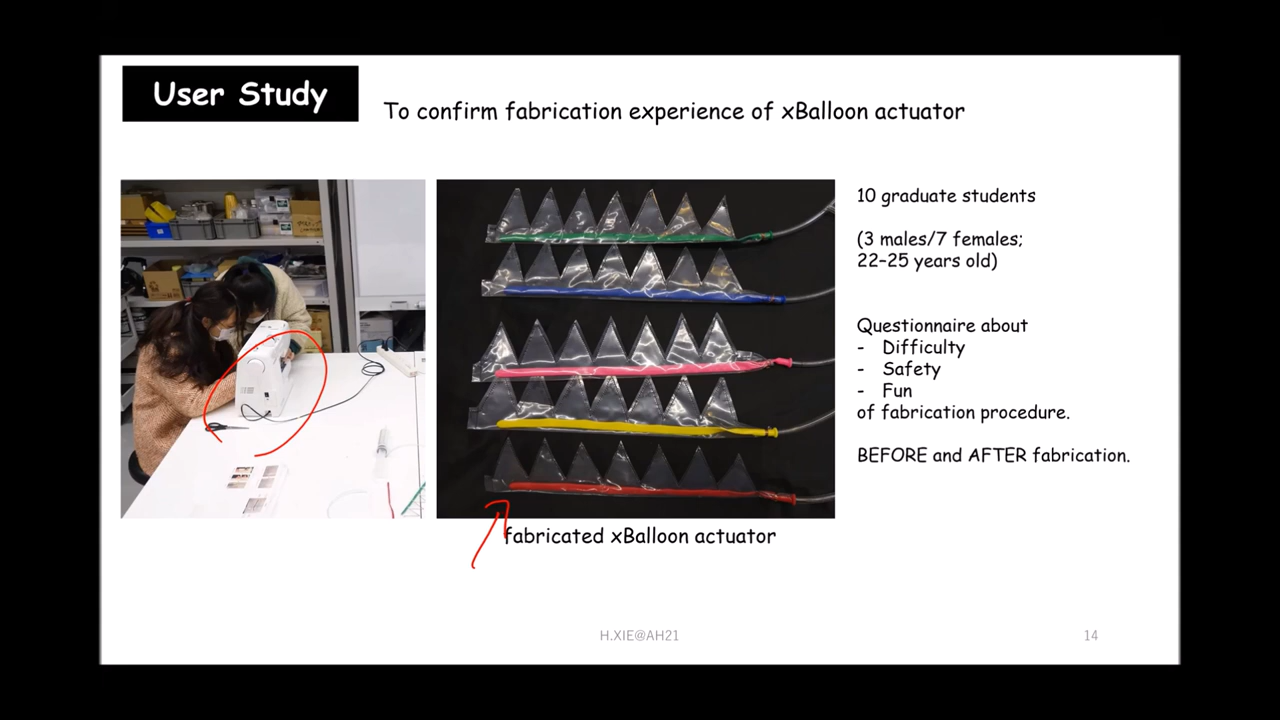 User Study
To confirm fabrication experience of xBalloon actuator
10 graduate students
(3 males/7 females;
22–25 years old)
Questionnaire about
- Difficulty
- Safety
- Fun
of fabrication procedure.
BEFORE and AFTER fabrication.
fabricated xBalloon actuator
H.XIE@AH21
14